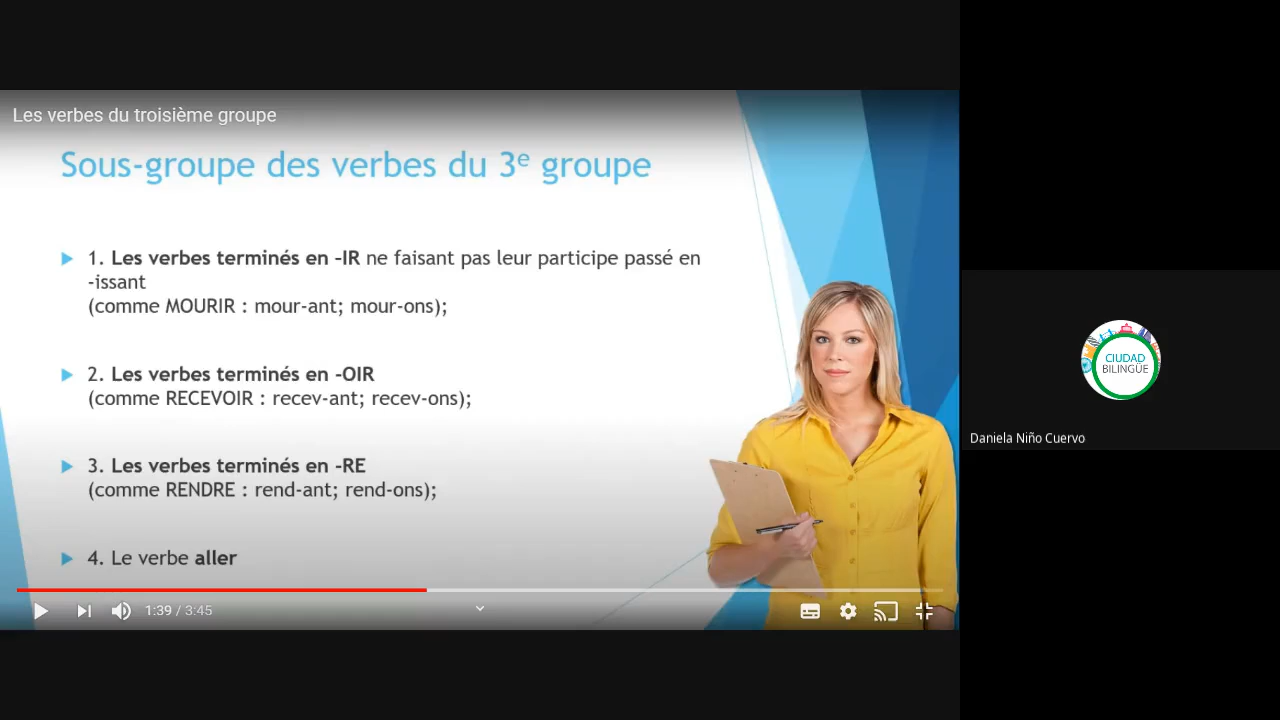 Les verbes du troisième groupe
Sous-groupe des verbes du 3e groupe
1. Les verbes terminés en -IR ne faisant pas leur participe passé en
-issant
(comme MOURIR : mour-ant; mour-ons);
2. Les verbes terminés en -OIR
(comme RECEVOIR : recev-ant; recev-ons);
3. Les verbes terminés en -RE
(comme RENDRE : rend-ant; rend-ons);
4. Le verbe aller
1:39 / 3:45
CIUDAD
BILINGÜE
Daniela Niño Cuervo